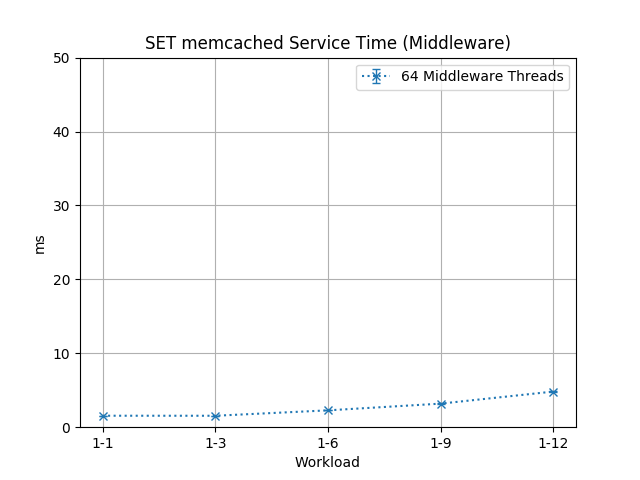 SET memcached Service Time (Middleware)
64 Middleware Threads
50
40
30
20
10
0
ms
1-1 1-3 1-6 1-9 1-12
Workload